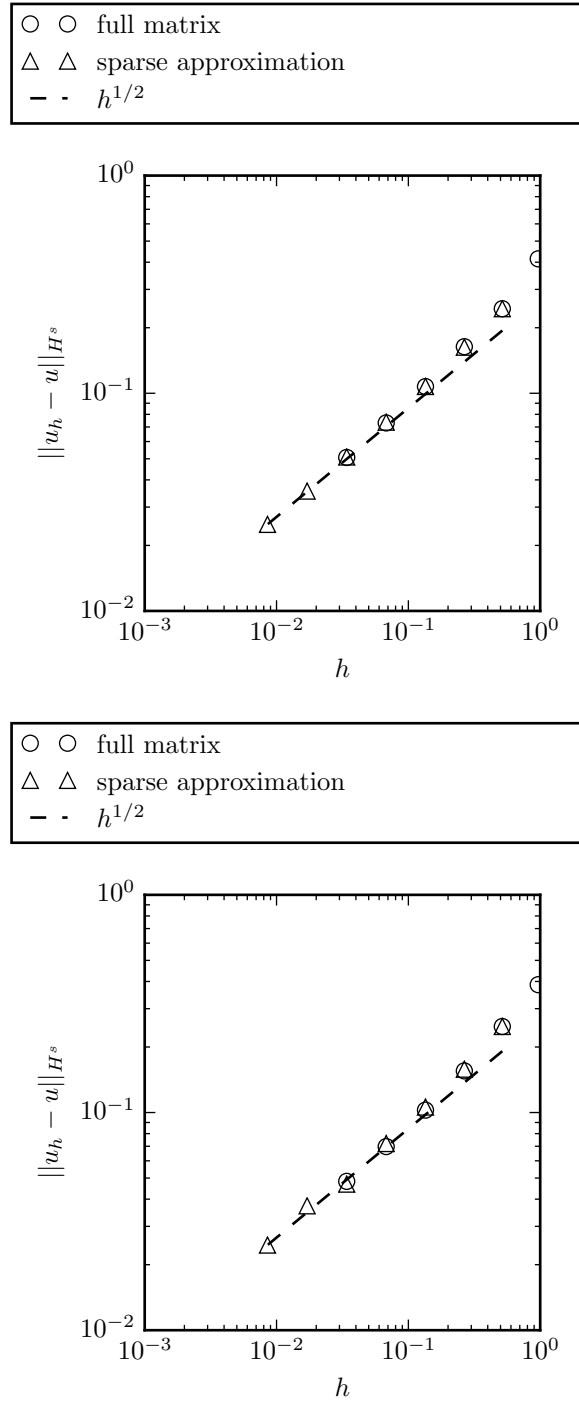 full matrix
sparse approximation
h^{1/2}
10^0
10^{-1}
10^{-2}
||u_h − u||_{H^s}
10^{-3} 10^{-2} 10^{-1} 10^0
h
full matrix
sparse approximation
h^{1/2}
10^0
10^{-1}
10^{-2}
||u_h − u||_{H^s}
10^{-3} 10^{-2} 10^{-1} 10^0
h